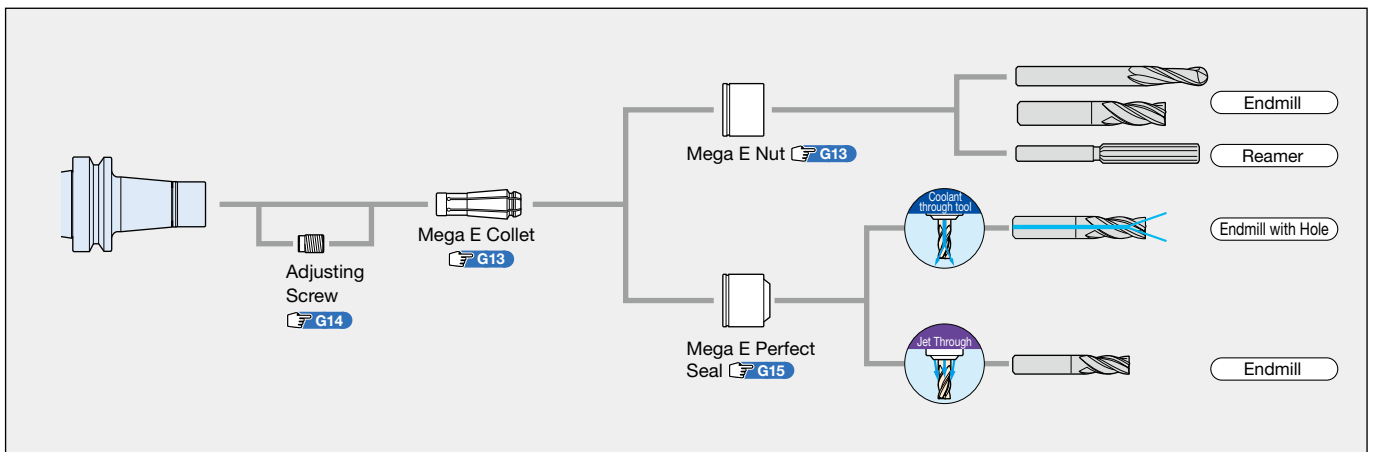 Adjusting
Screw
G14
Mega E Collet
G13
Mega E Nut G13
Endmill
Reamer
Coolant
through tool
Endmill with Hole
Mega E Perfect
Seal G15
Jet Through
Endmill